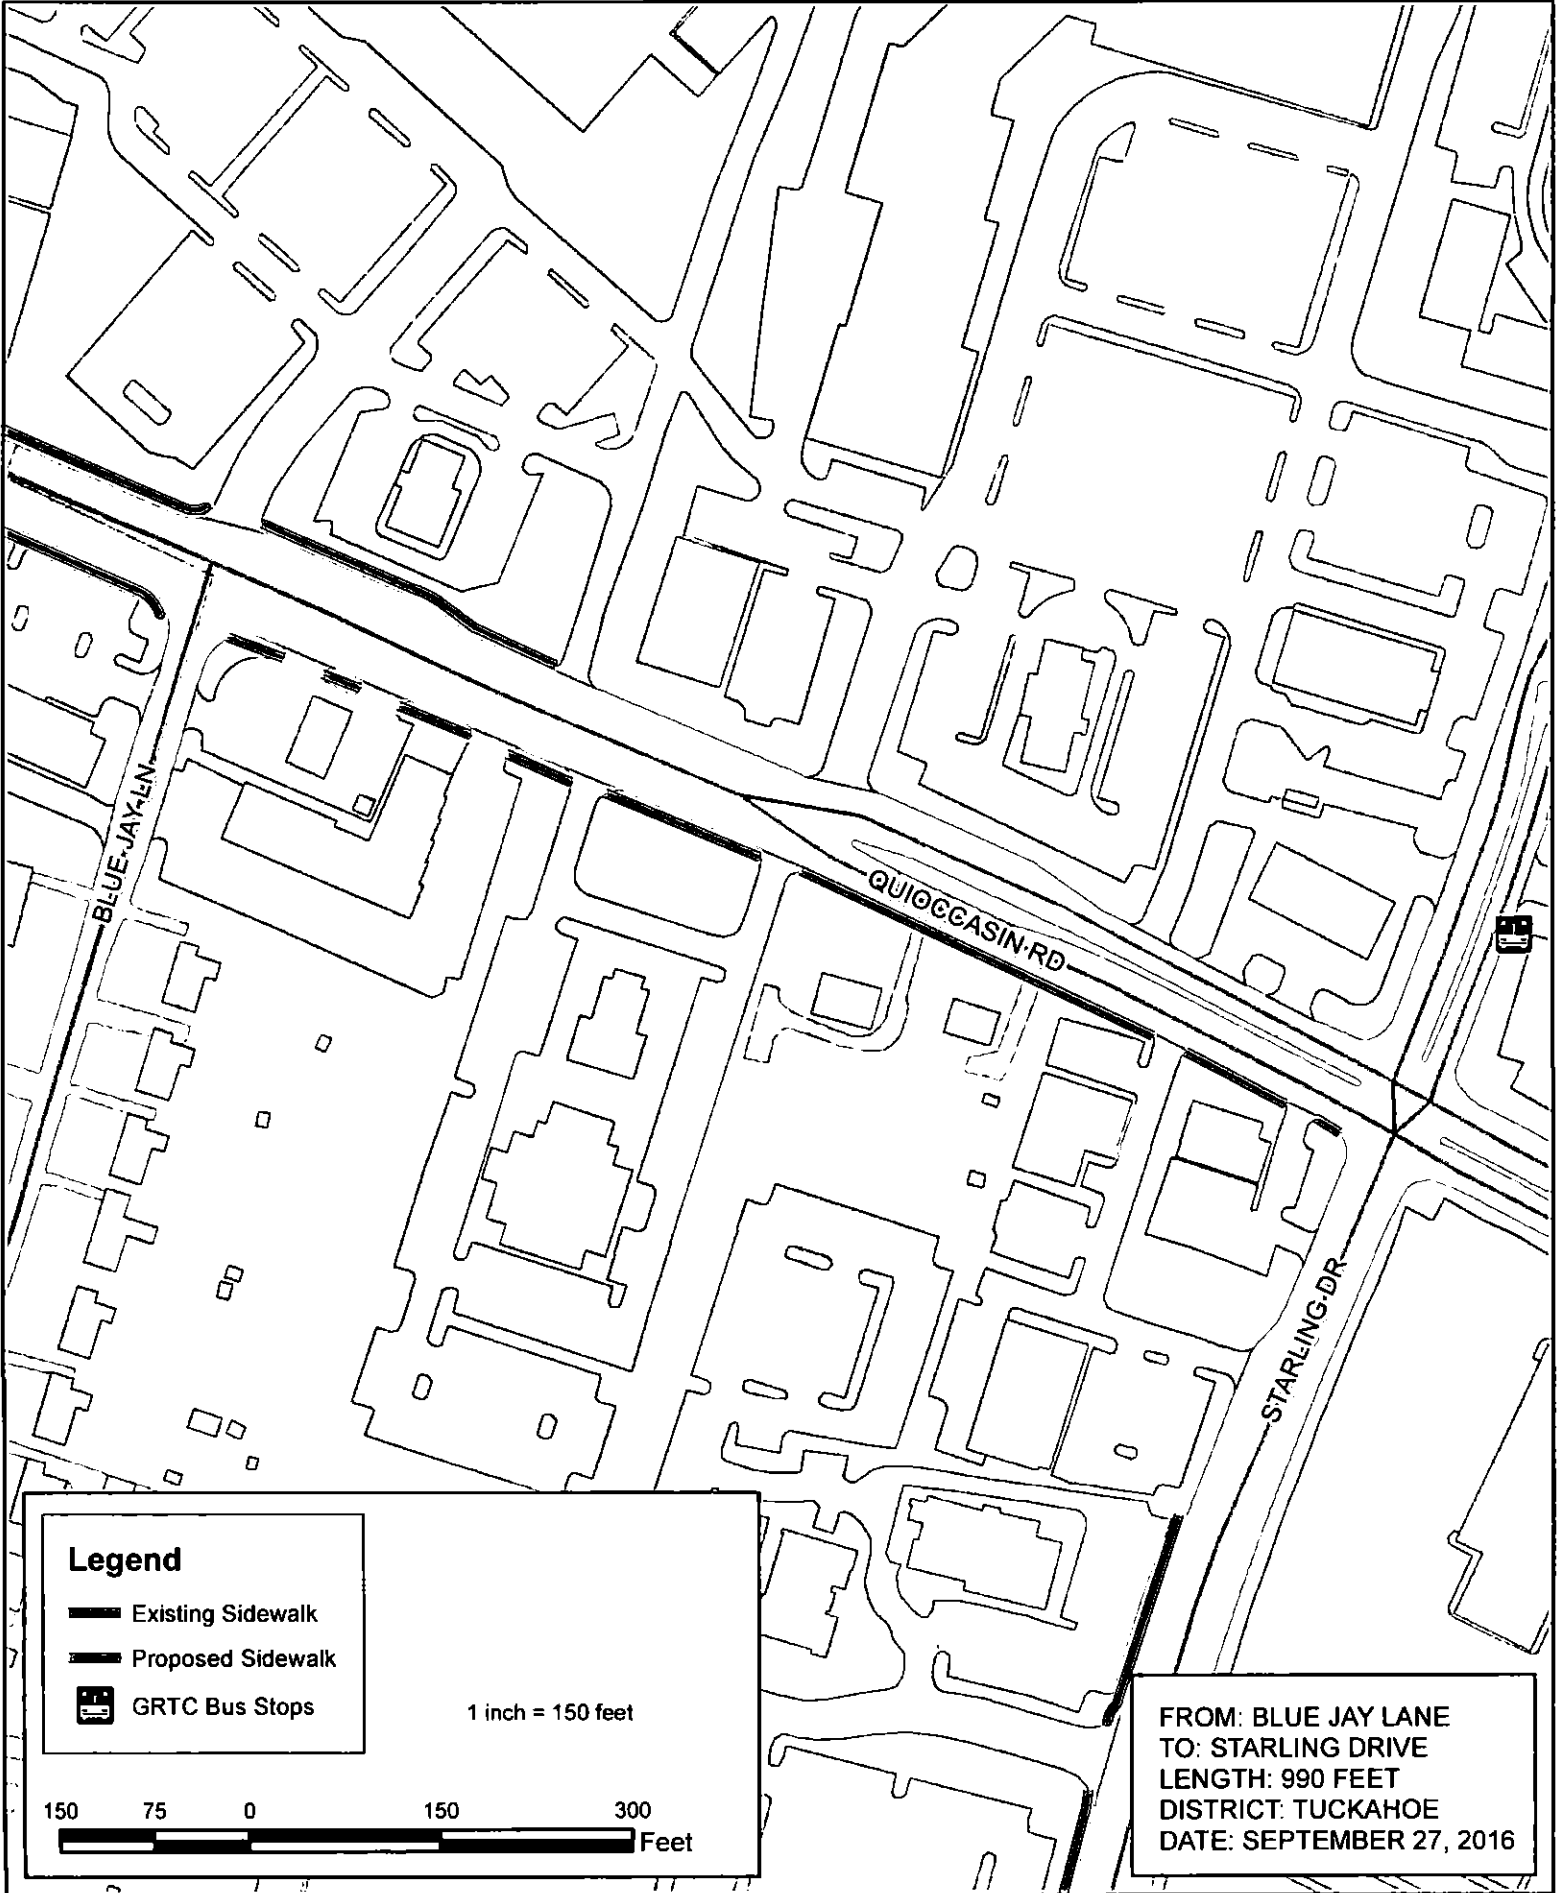 BLUE JAY LN
QUIOCCASIN RD
STARLING DR
Legend
Existing Sidewalk
Proposed Sidewalk
GRTC Bus Stops
1 inch = 150 feet
150 75 0 150 300
Feet
FROM: BLUE JAY LANE
TO: STARLING DRIVE
LENGTH: 990 FEET
DISTRICT: TUCKAHOE
DATE: SEPTEMBER 27, 2016